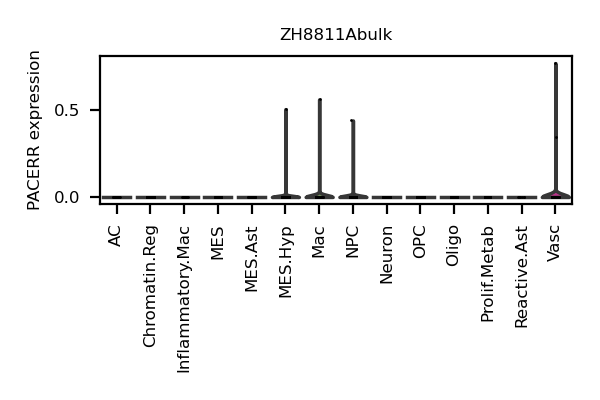 ZH8811Abulk
PACERR expression
0.5
0.0
AC
Chromatin.Reg
Inflammatory.Mac
MES
MES.Ast
MES.Hyp
Mac
NPC
Neuron
OPC
Oligo
Prolif.Metab
Reactive.Ast
Vasc